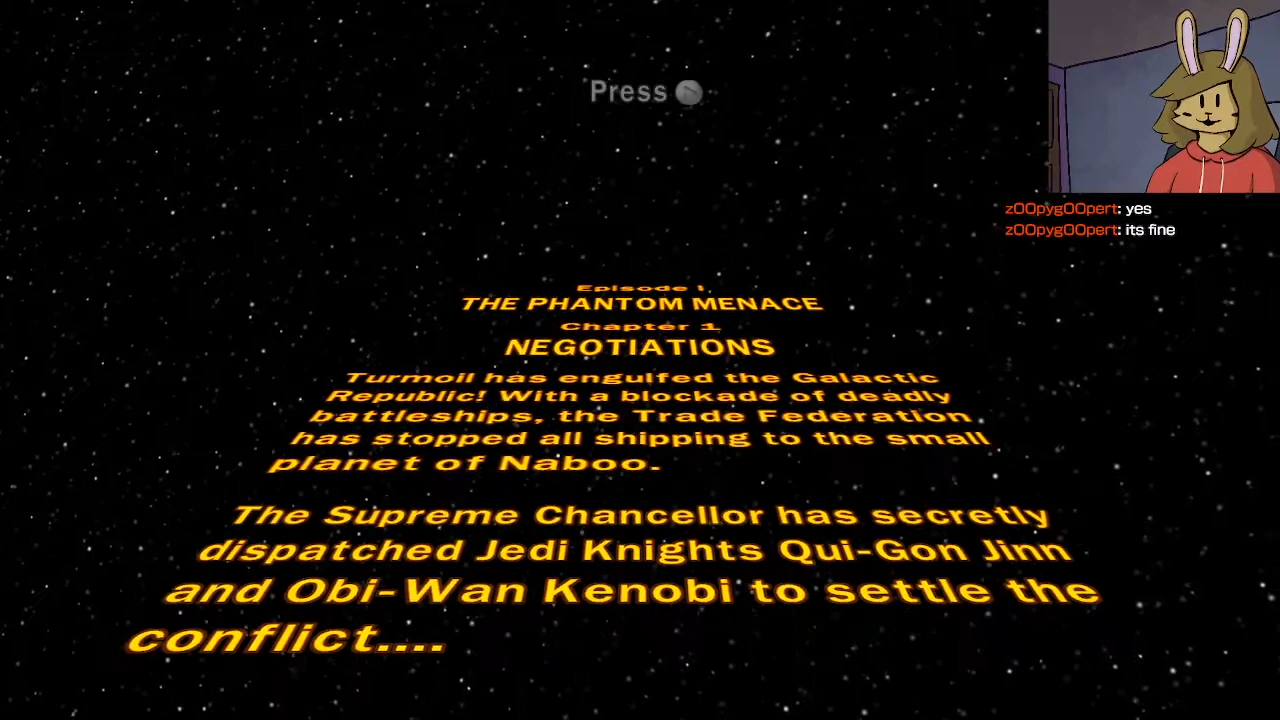 Press
z00pyg00pert: yes
z00pyg00pert: its fine
Episode I
THE PHANTOM MENACE
Chapter 1
NEGOTIATIONS
Turmoil has engulfed the Galactic
Republic! With a blockade of deadly
battleships, the Trade Federation
has stopped all shipping to the small
planet of Naboo.
The Supreme Chancellor has secretly
dispatched Jedi Knights Qui-Gon Jinn
and Obi-Wan Kenobi to settle the
conflict....